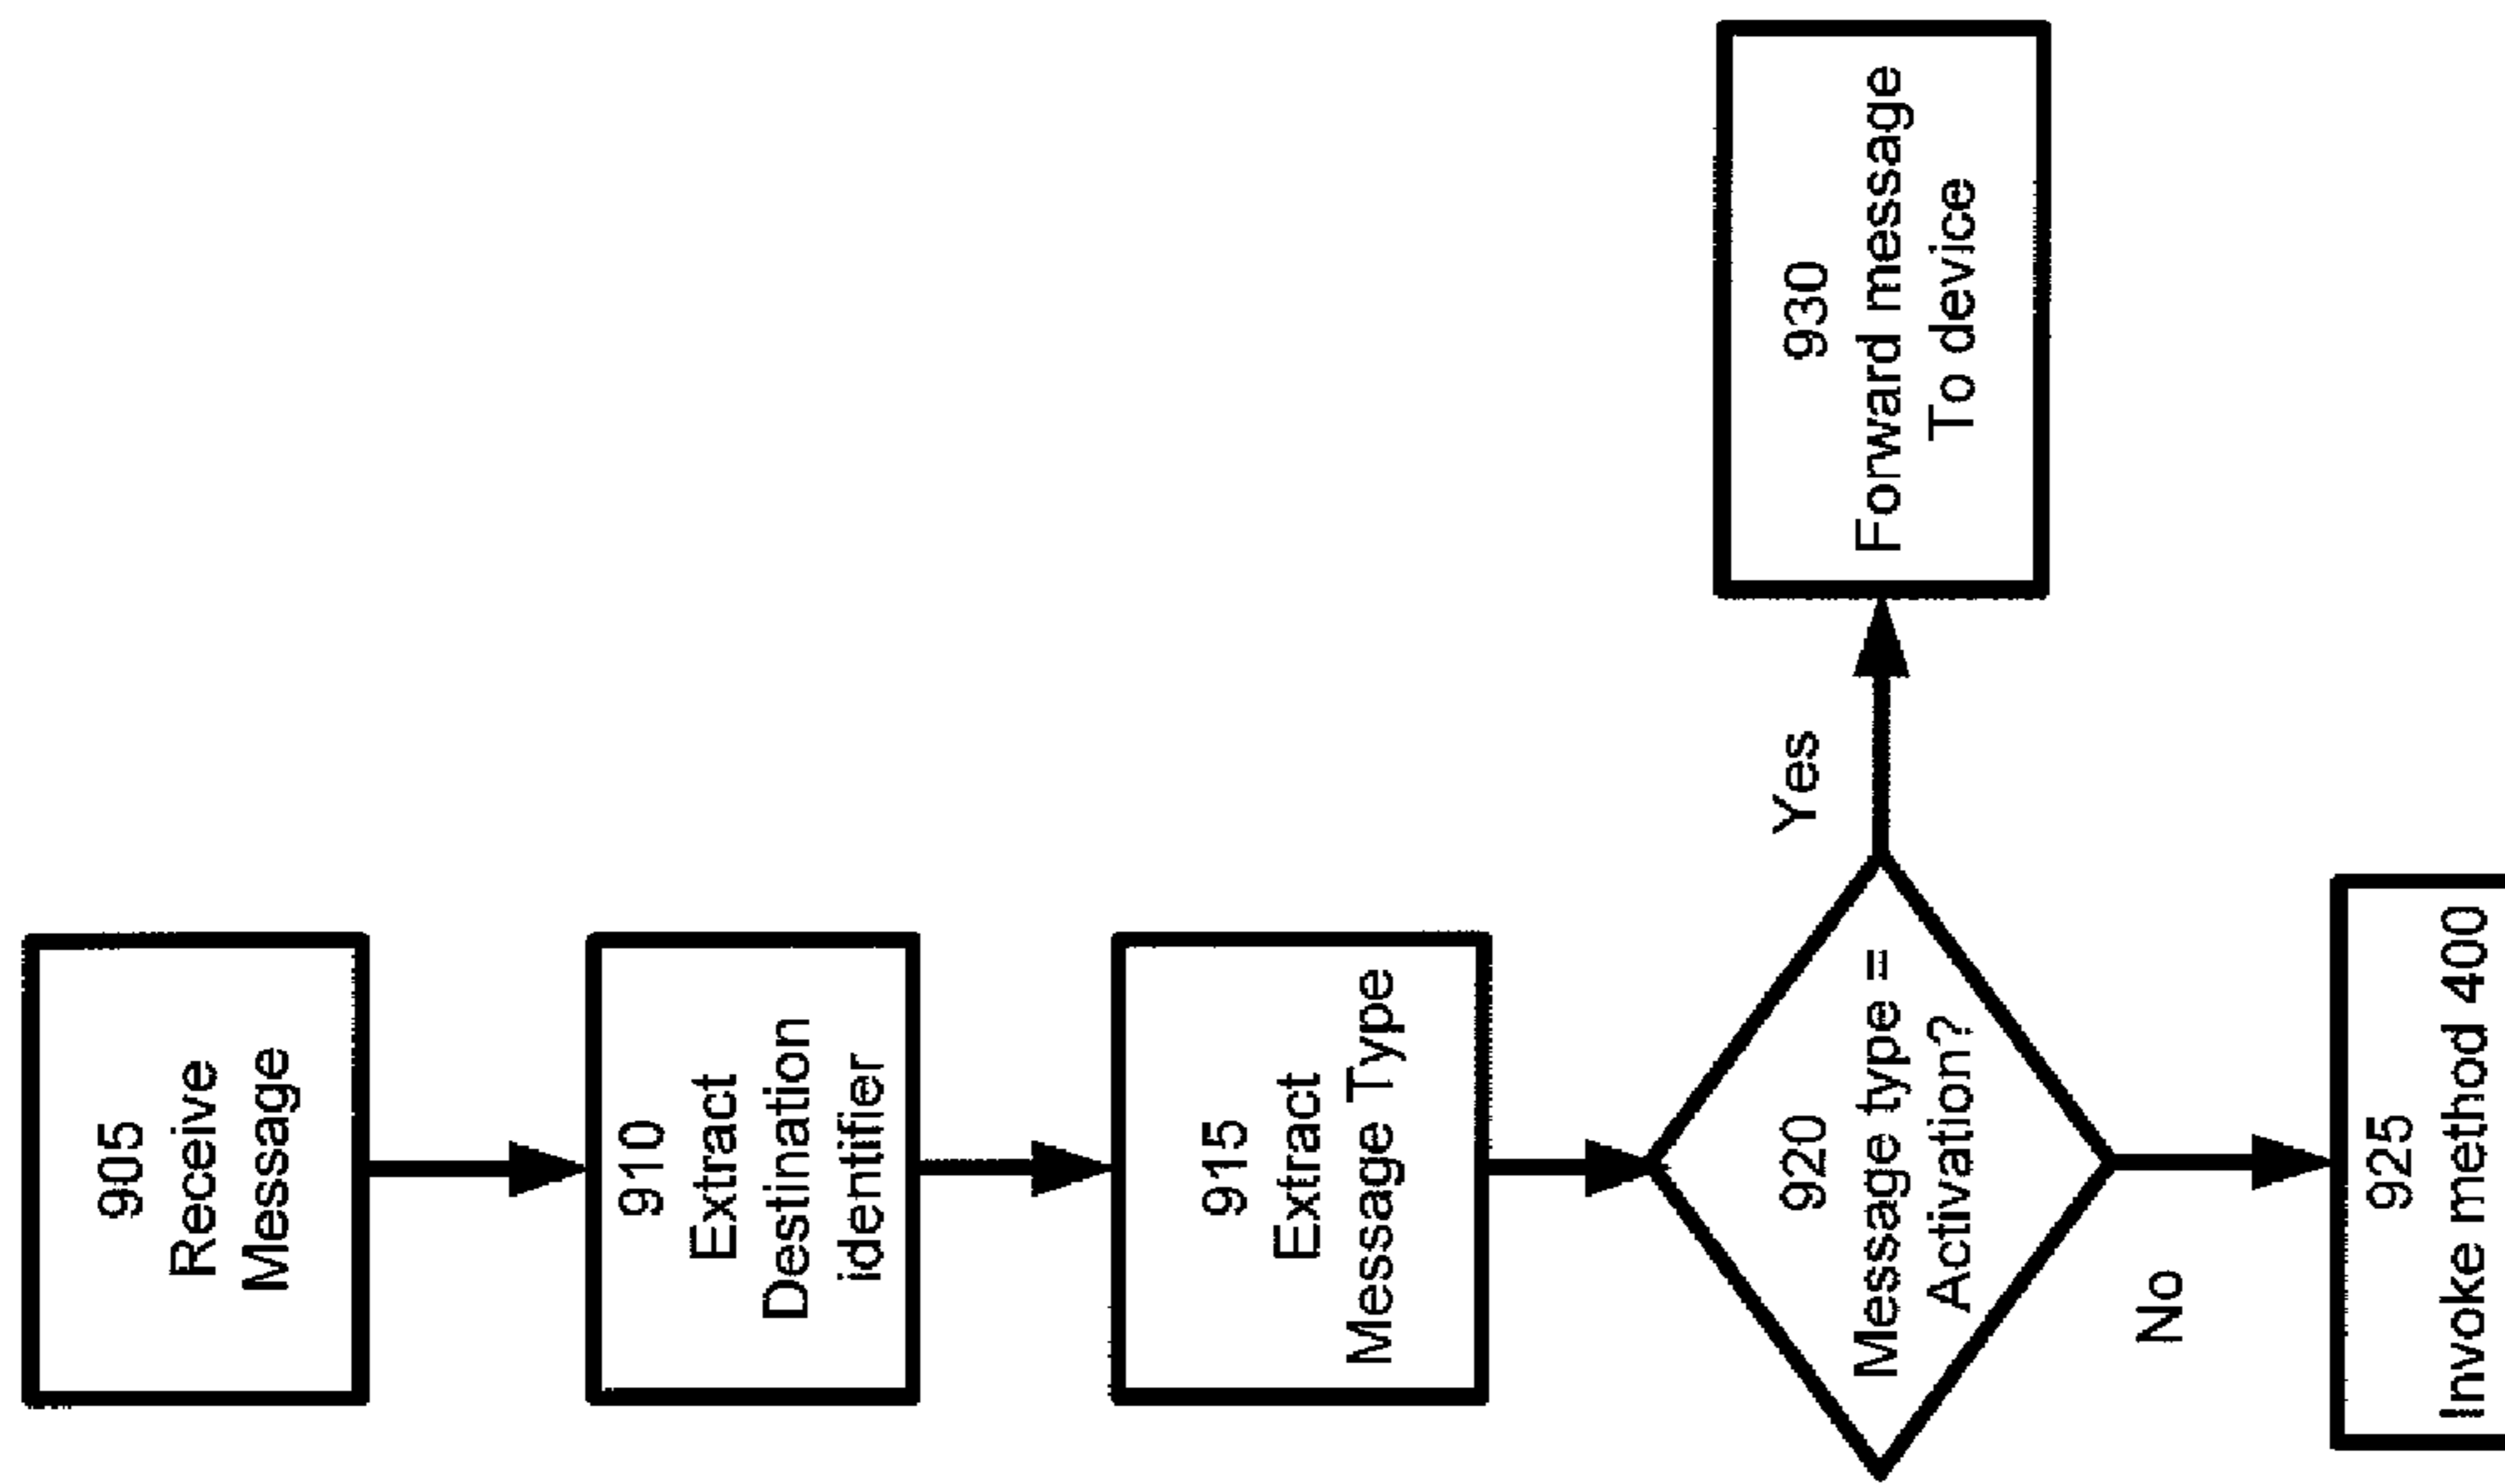 905
Receive
Message
910
Extract
Destination
identifier
915
Extract
Message Type
920
Message type =
Activation?
Yes
930
Forward message
To device
No
925
Invoke method 400